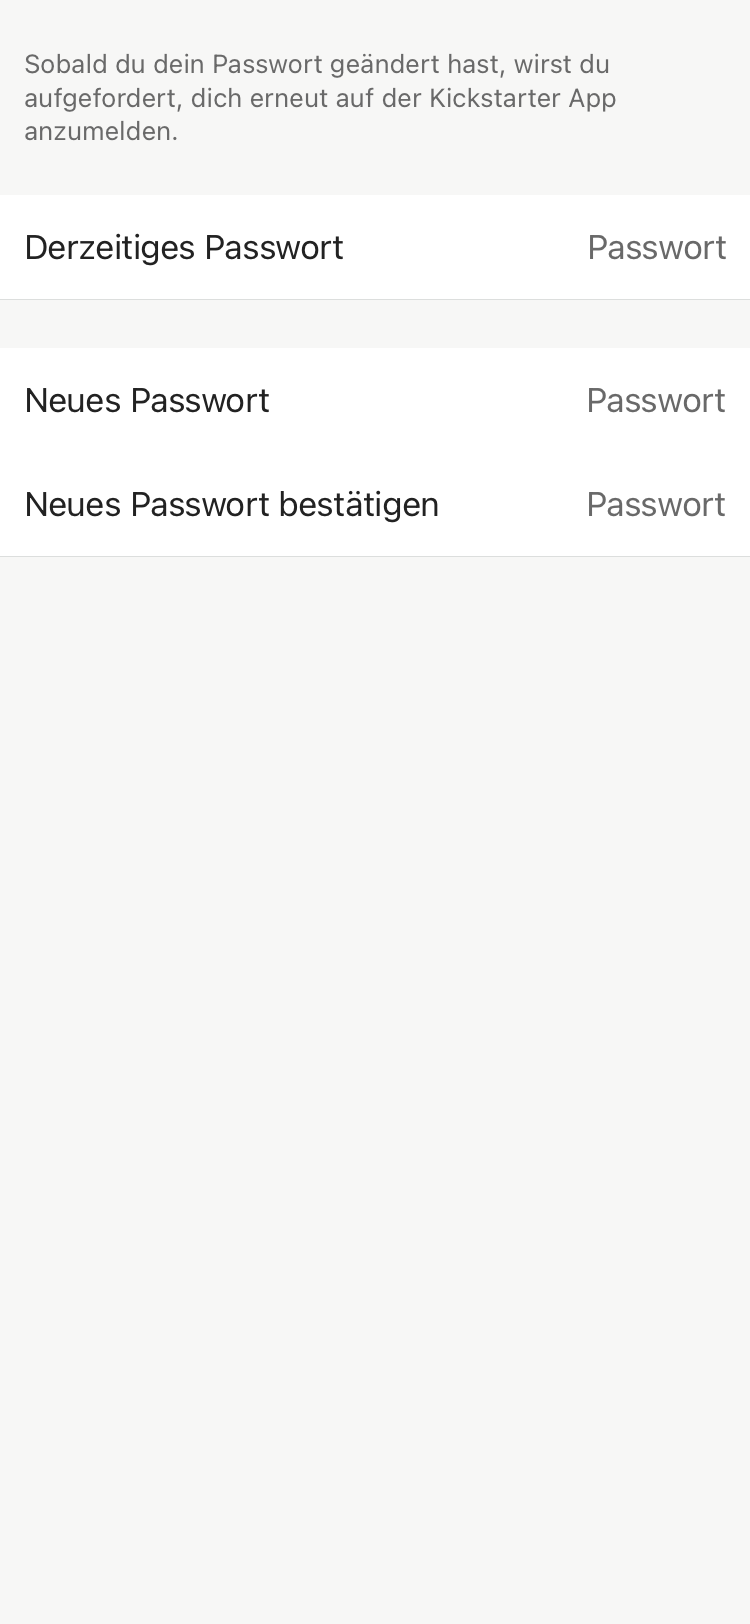 Sobald du dein Passwort geändert hast, wirst du
aufgefordert, dich erneut auf der Kickstarter App
anzumelden.
Derzeitiges Passwort Passwort
Neues Passwort Passwort
Neues Passwort bestätigen Passwort